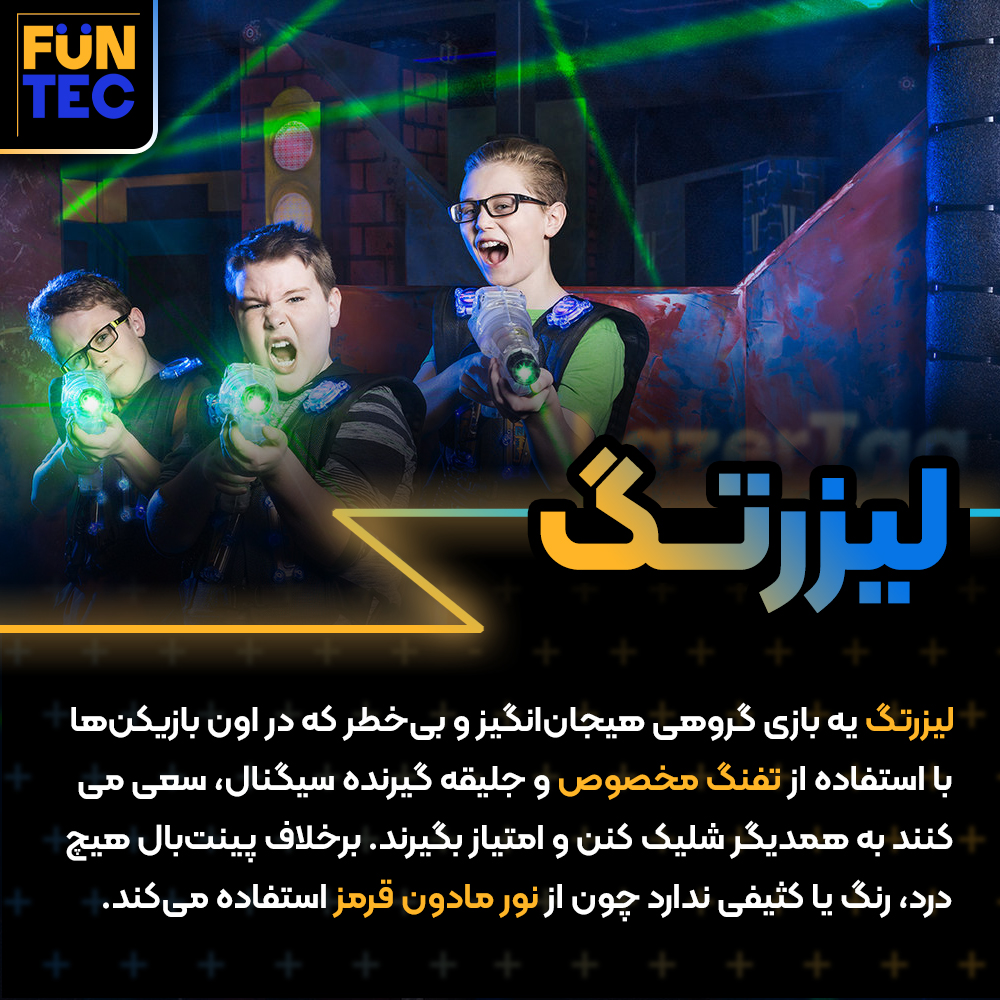 FÜN
TEC
LazerTag
لیزرتگ
لیزرتگ یه بازی گروهی هیجان‌انگیز و بی‌خطر که در اون بازیکن‌ها
با استفاده از تفنگ مخصوص و جلیقه گیرنده سیگنال، سعی می
کنند به همدیگر شلیک کنن و امتیاز بگیرند. برخلاف پینت‌بال هیچ
درد، رنگ یا کثیفی ندارد چون از نور مادون قرمز استفاده می‌کند.